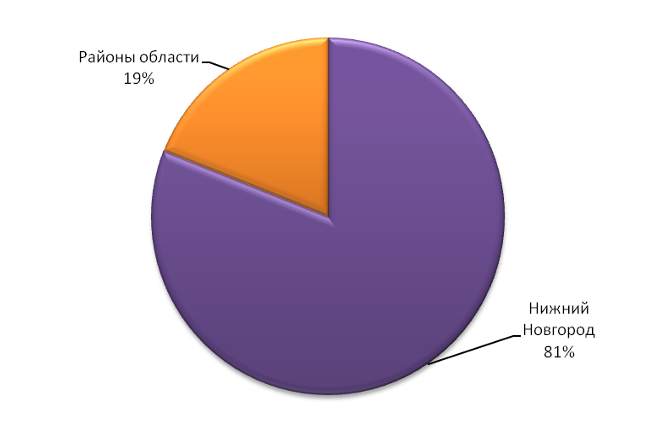 Районы области
19%
Нижний
Новгород
81%